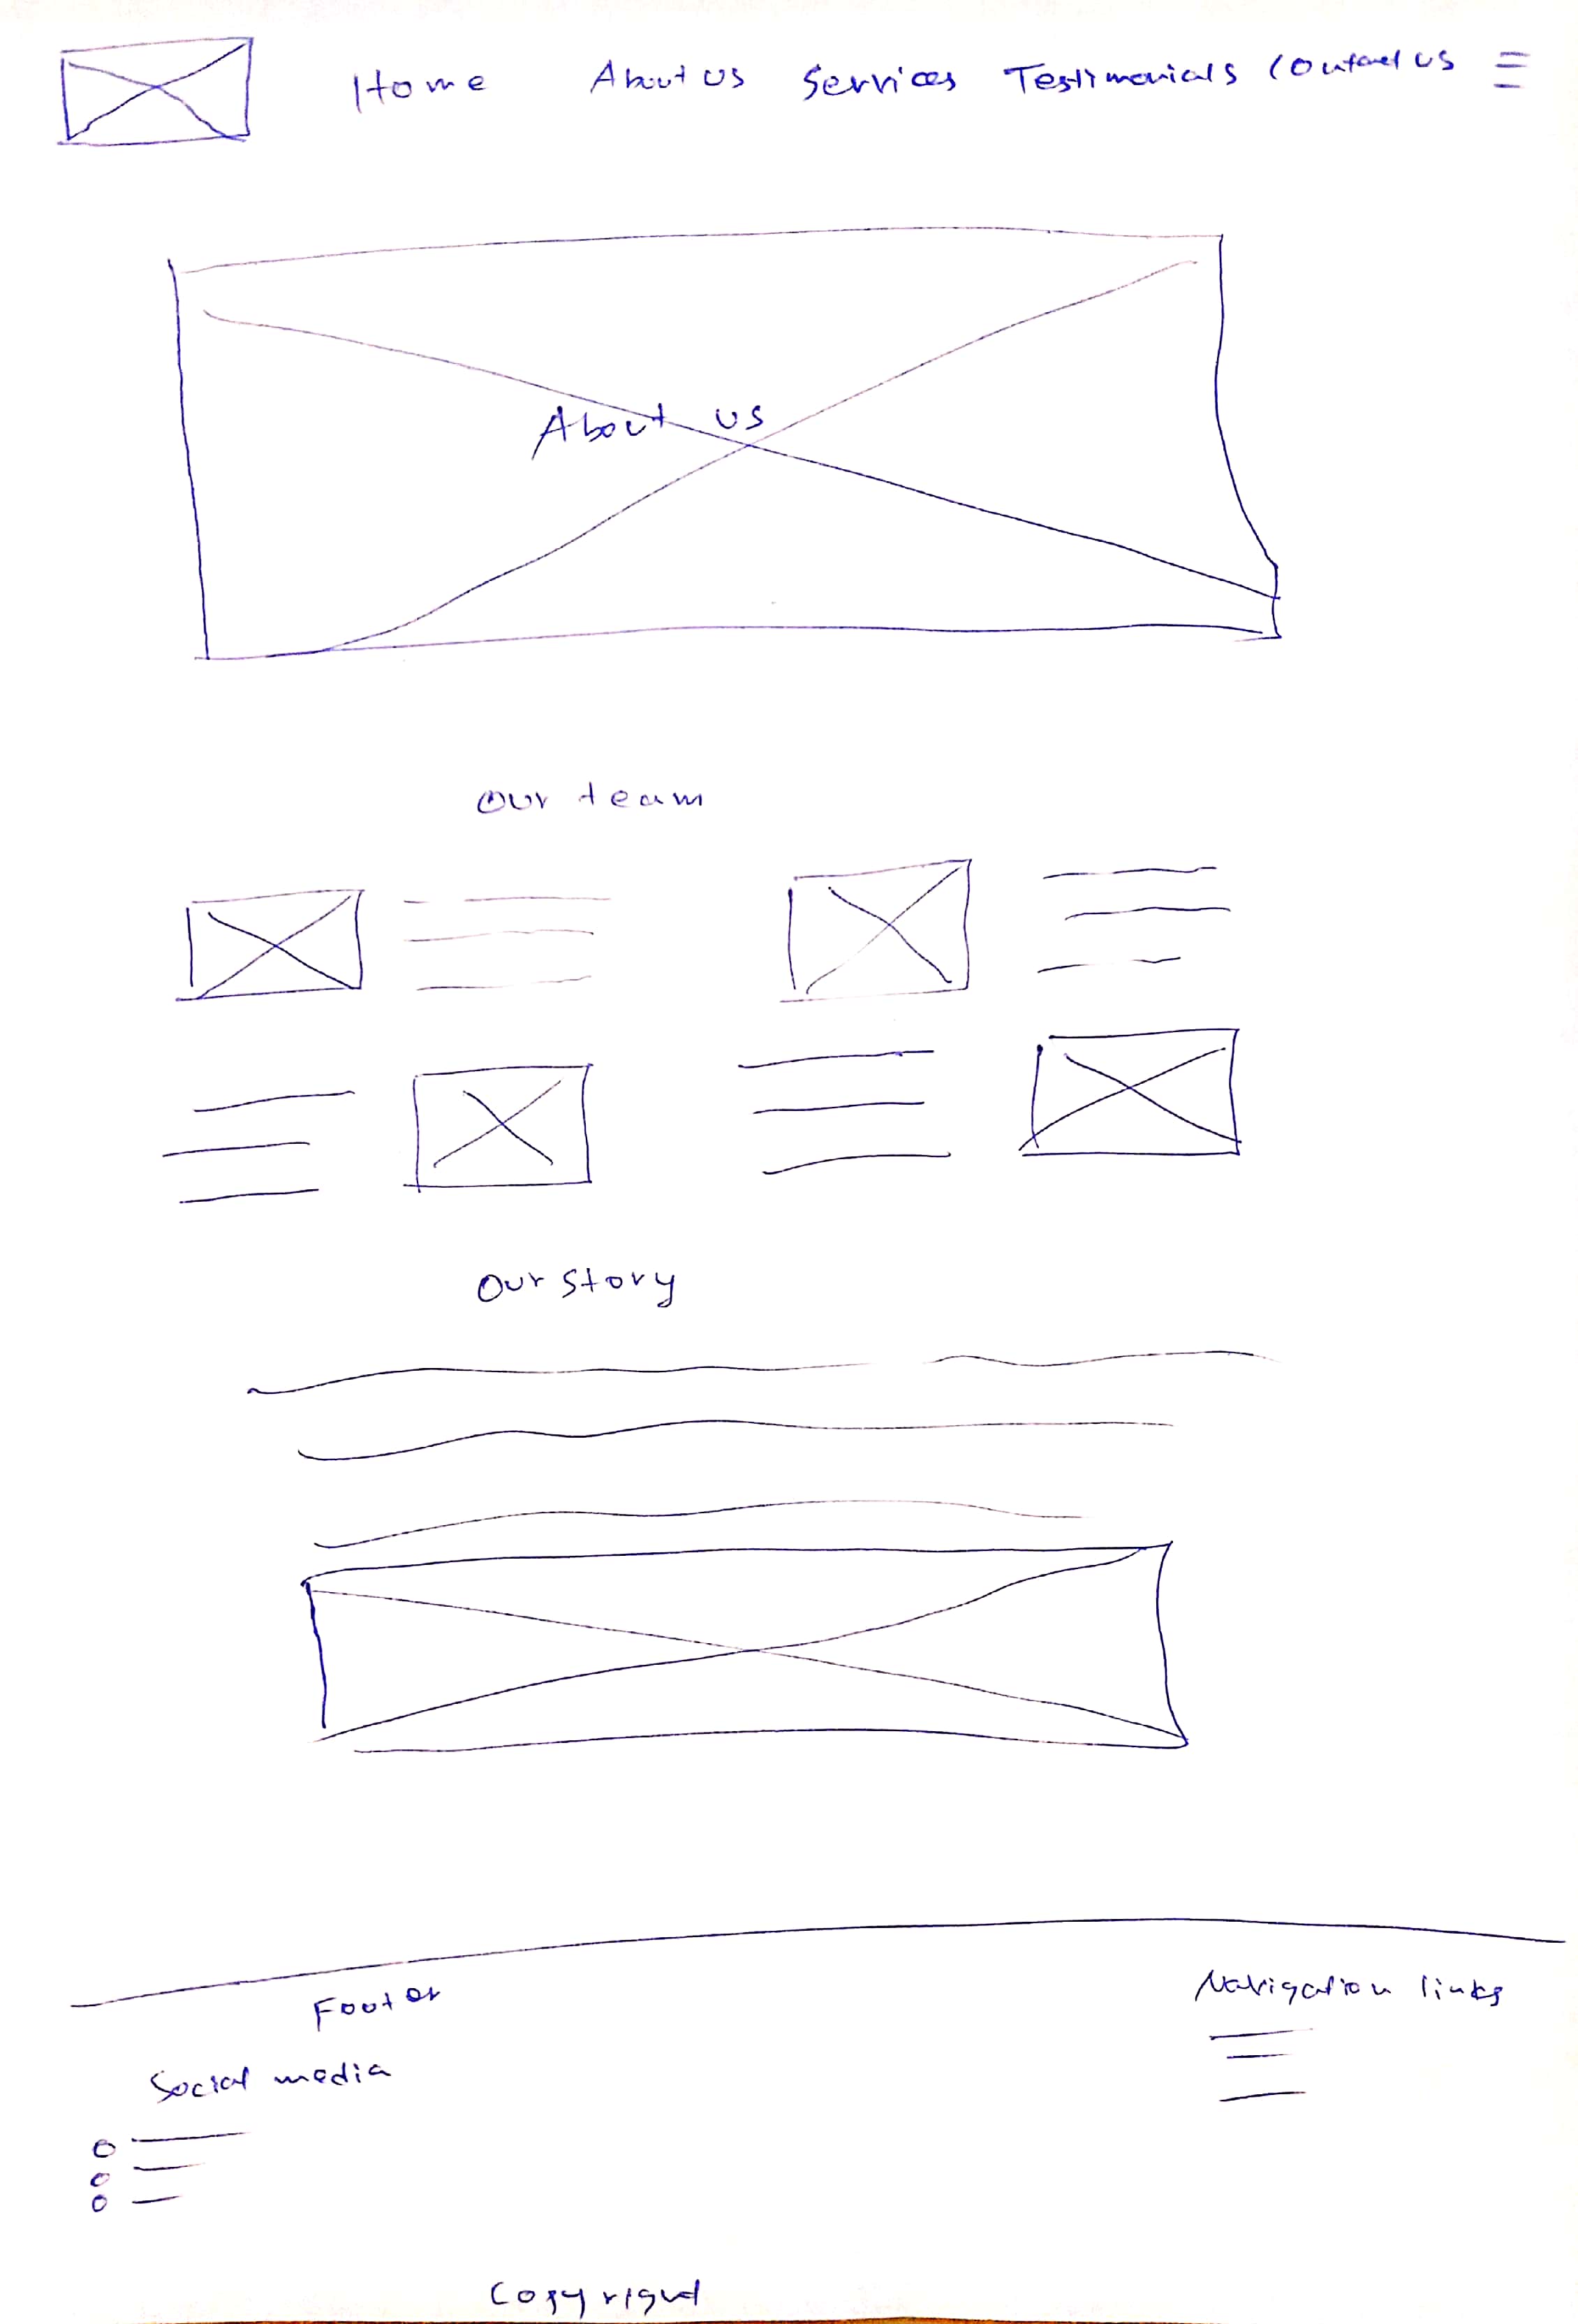 Home About us Services Testimonials Contact us
About us
Our team
Our story
Footer
Navigation links
Social media
Copyright